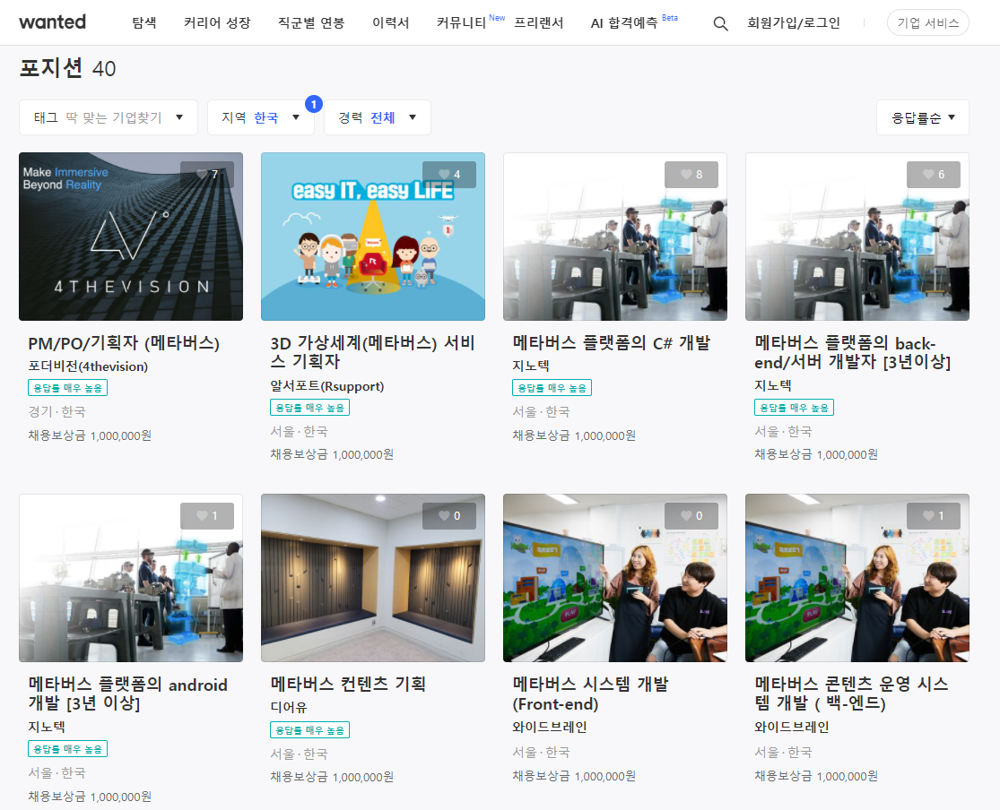 wanted
탐색 커리어 성장 직군별 연봉 이력서 커뮤니티 New 프리랜서 AI 합격예측 Beta 회원가입/로그인 기업 서비스
포지션 40
태그 딱 맞는 기업찾기 ▼ 지역 한국 ▼ 1 경력 전체 ▼ 응답률순 ▼
Make Immersive
Beyond Reality
7
4THEVISION
PM/PO/기획자 (메타버스)
포더비전(4thevision)
응답률 매우 높음
경기 · 한국
채용보상금 1,000,000원
4
easy IT, easy LIFE
3D 가상세계(메타버스) 서비
스 기획자
알서포트(Rsupport)
응답률 매우 높음
서울 · 한국
채용보상금 1,000,000원
8
메타버스 플랫폼의 C# 개발
지노텍
응답률 매우 높음
서울 · 한국
채용보상금 1,000,000원
6
메타버스 플랫폼의 back-
end/서버 개발자 [3년이상]
지노텍
응답률 매우 높음
서울 · 한국
채용보상금 1,000,000원
1
메타버스 플랫폼의 android
개발 [3년 이상]
지노텍
응답률 매우 높음
서울 · 한국
채용보상금 1,000,000원
0
메타버스 컨텐츠 기획
디어유
응답률 매우 높음
서울 · 한국
채용보상금 1,000,000원
0
PLAY
메타버스 시스템 개발
(Front-end)
와이드브레인
서울 · 한국
채용보상금 1,000,000원
1
PLAY
메타버스 콘텐츠 운영 시스
템 개발 ( 백-엔드)
와이드브레인
서울 · 한국
채용보상금 1,000,000원